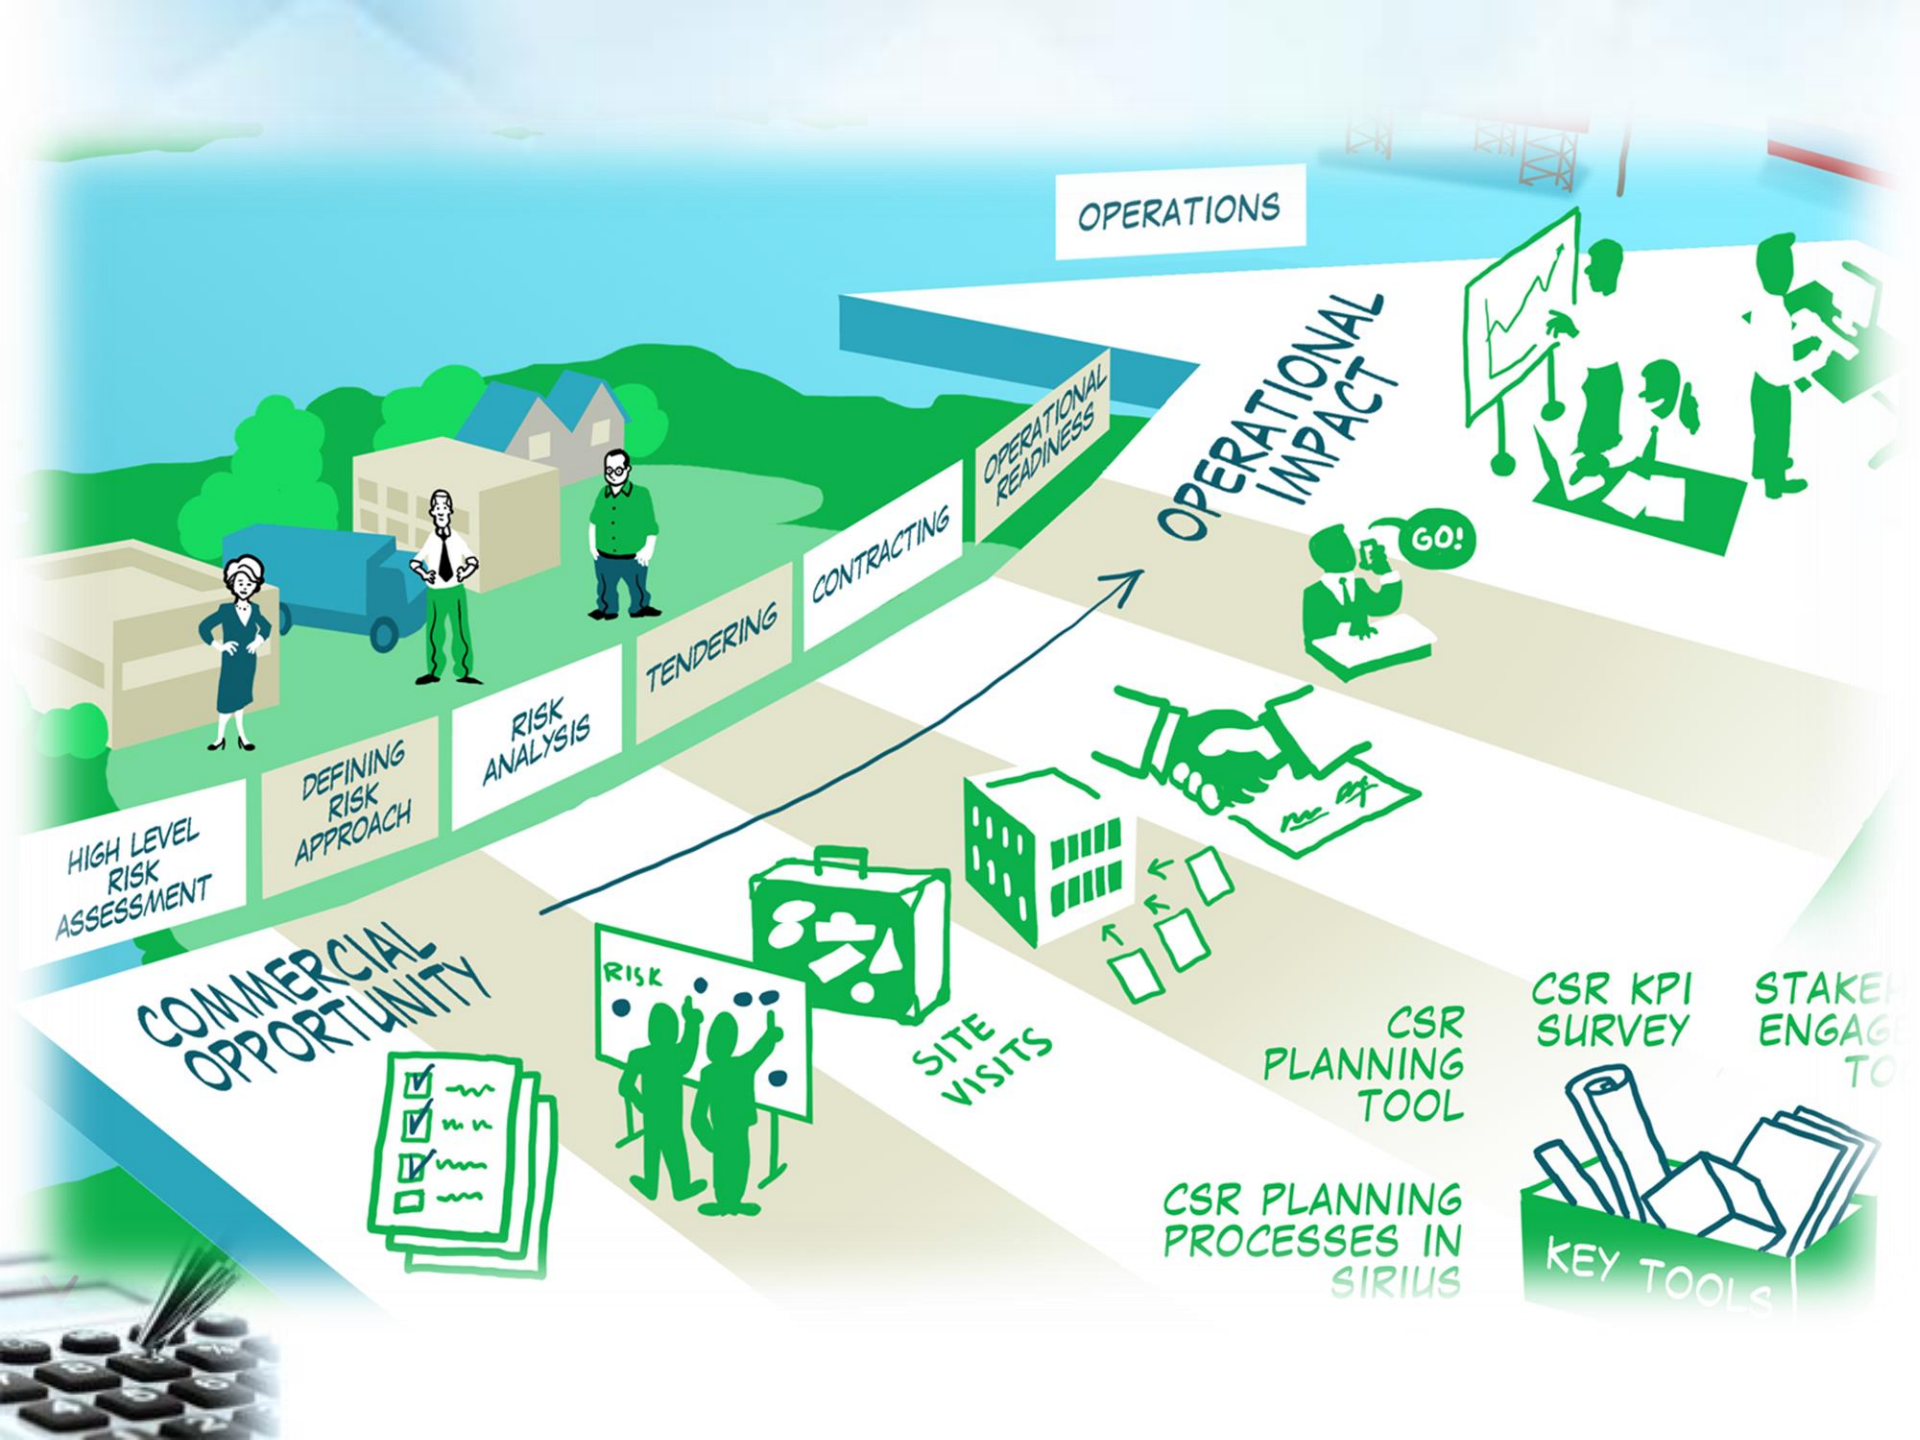 OPERATIONS
OPERATIONAL
IMPACT
OPERATIONAL
READINESS
CONTRACTING
TENDERING
RISK
ANALYSIS
DEFINING
RISK
APPROACH
HIGH LEVEL
RISK
ASSESSMENT
COMMERCIAL
OPPORTUNITY
GO!
RISK
SITE
VISITS
CSR
PLANNING
TOOL
CSR KPI
SURVEY
CSR PLANNING
PROCESSES IN
SIRIUS
KEY TOOLS